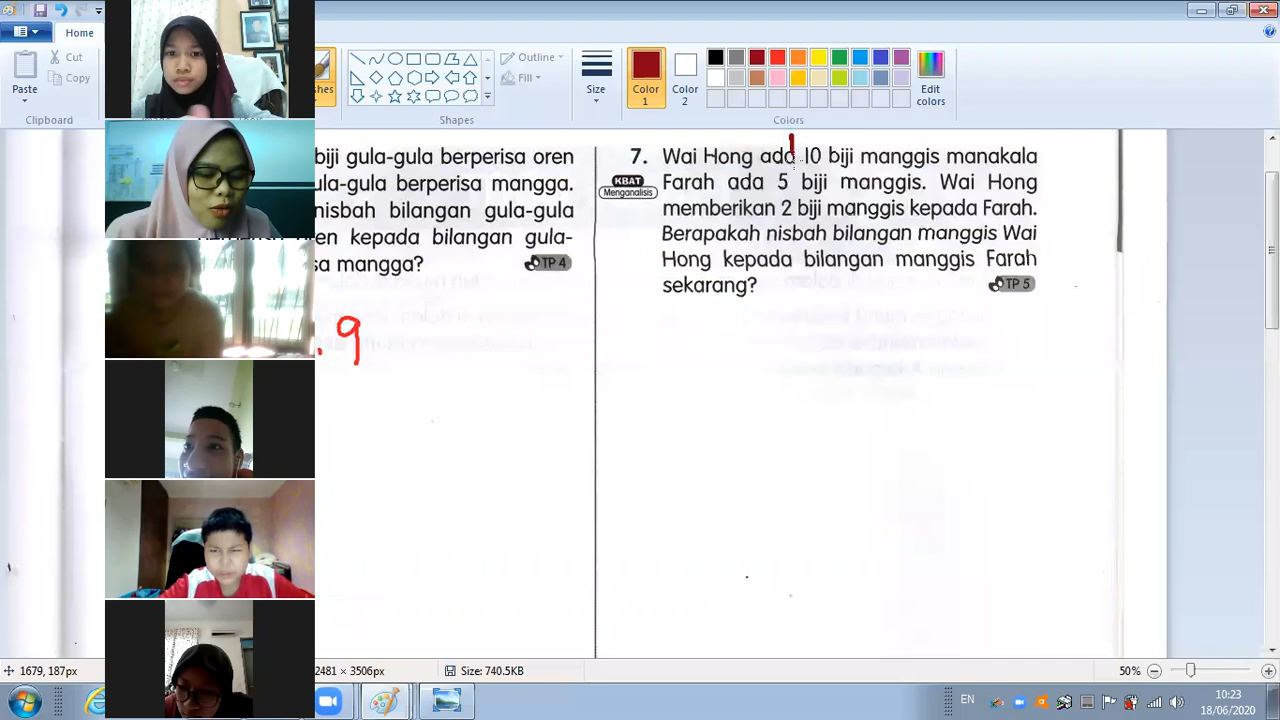 Home
Paste
Cut
Copy
Clipboard
Outline
Fill
Shapes
Size
Color 1
Color 2
Edit colors
Colors
biji gula-gula berperisa oren
ula-gula berperisa mangga.
nisbah bilangan gula-gula
ren kepada bilangan gula-
sa mangga?
TP 4
. 9
7. Wai Hong ada 10 biji manggis manakala
KBAT
Menganalisis
Farah ada 5 biji manggis. Wai Hong
memberikan 2 biji manggis kepada Farah.
Berapakah nisbah bilangan manggis Wai
Hong kepada bilangan manggis Farah
sekarang?
TP 5
1679, 187px
2481 × 3506px
Size: 740.5KB
50%
10:23
18/06/2020